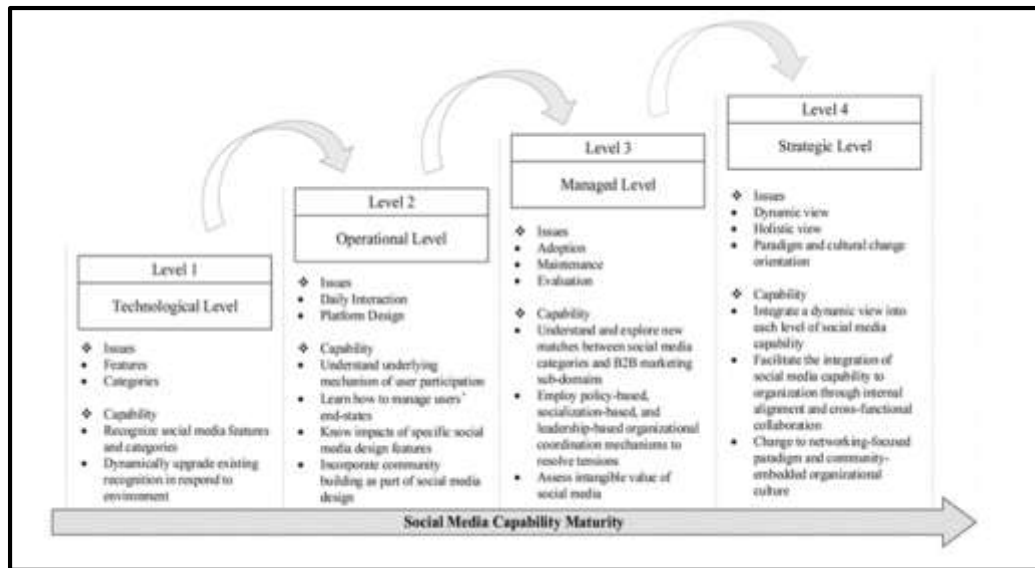 Level 1
Technological Level
❖ Issues
• Features
• Categories
❖ Capability
• Recognize social media features
and categories
• Dynamically upgrade existing
recognition in respond to
environment
Level 2
Operational Level
❖ Issues
• Daily Interaction
• Platform Design
❖ Capability
• Understand underlying
mechanism of user participation
• Learn how to manage users'
end-states
• Know impacts of specific social
media design features
• Incorporate community
building as part of social media
design
Level 3
Managed Level
❖ Issues
• Adoption
• Maintenance
• Evaluation
❖ Capability
• Understand and explore new
matches between social media
categories and B2B marketing
sub-domains
• Employ policy-based,
socialization-based, and
leadership-based organizational
coordination mechanisms to
resolve tensions
• Assess intangible value of
social media
Level 4
Strategic Level
❖ Issues
• Dynamic view
• Holistic view
• Paradigm and cultural change
orientation
❖ Capability
• Integrate a dynamic view into
each level of social media
capability
• Facilitate the integration of
social media capability to
organization through internal
alignment and cross-functional
collaboration
• Change to networking-focused
paradigm and community-
embedded organizational
culture
Social Media Capability Maturity